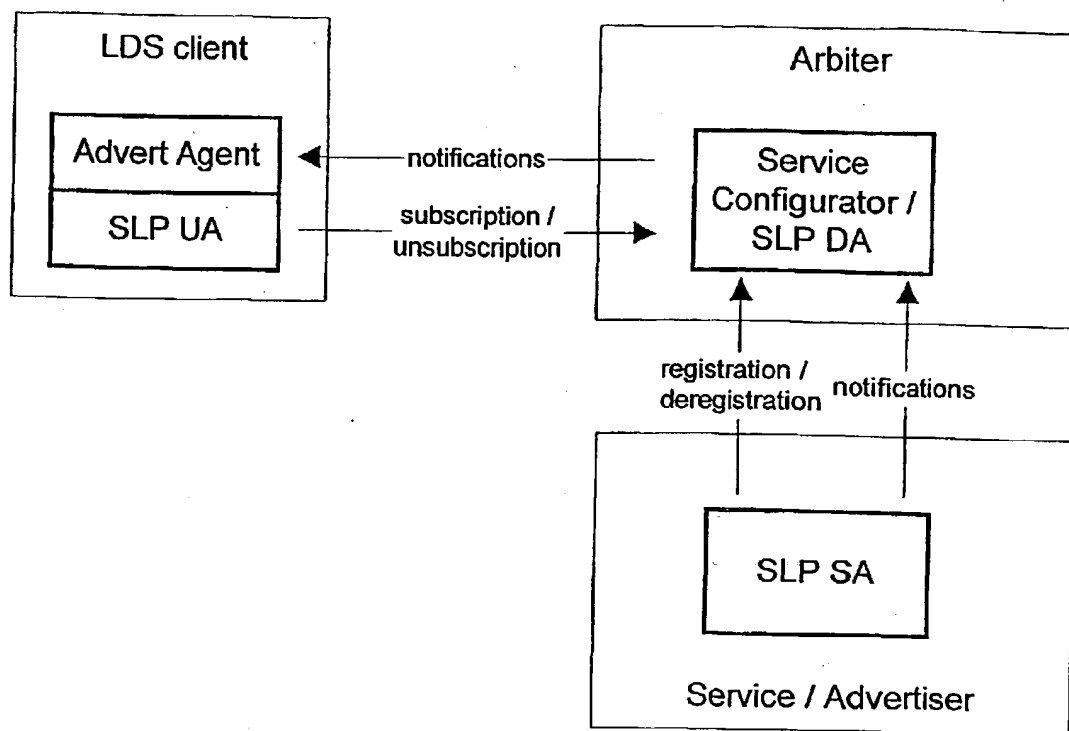 LDS client
Advert Agent
SLP UA
notifications
subscription /
unsubscription
Arbiter
Service
Configurator /
SLP DA
registration /
deregistration
notifications
SLP SA
Service / Advertiser